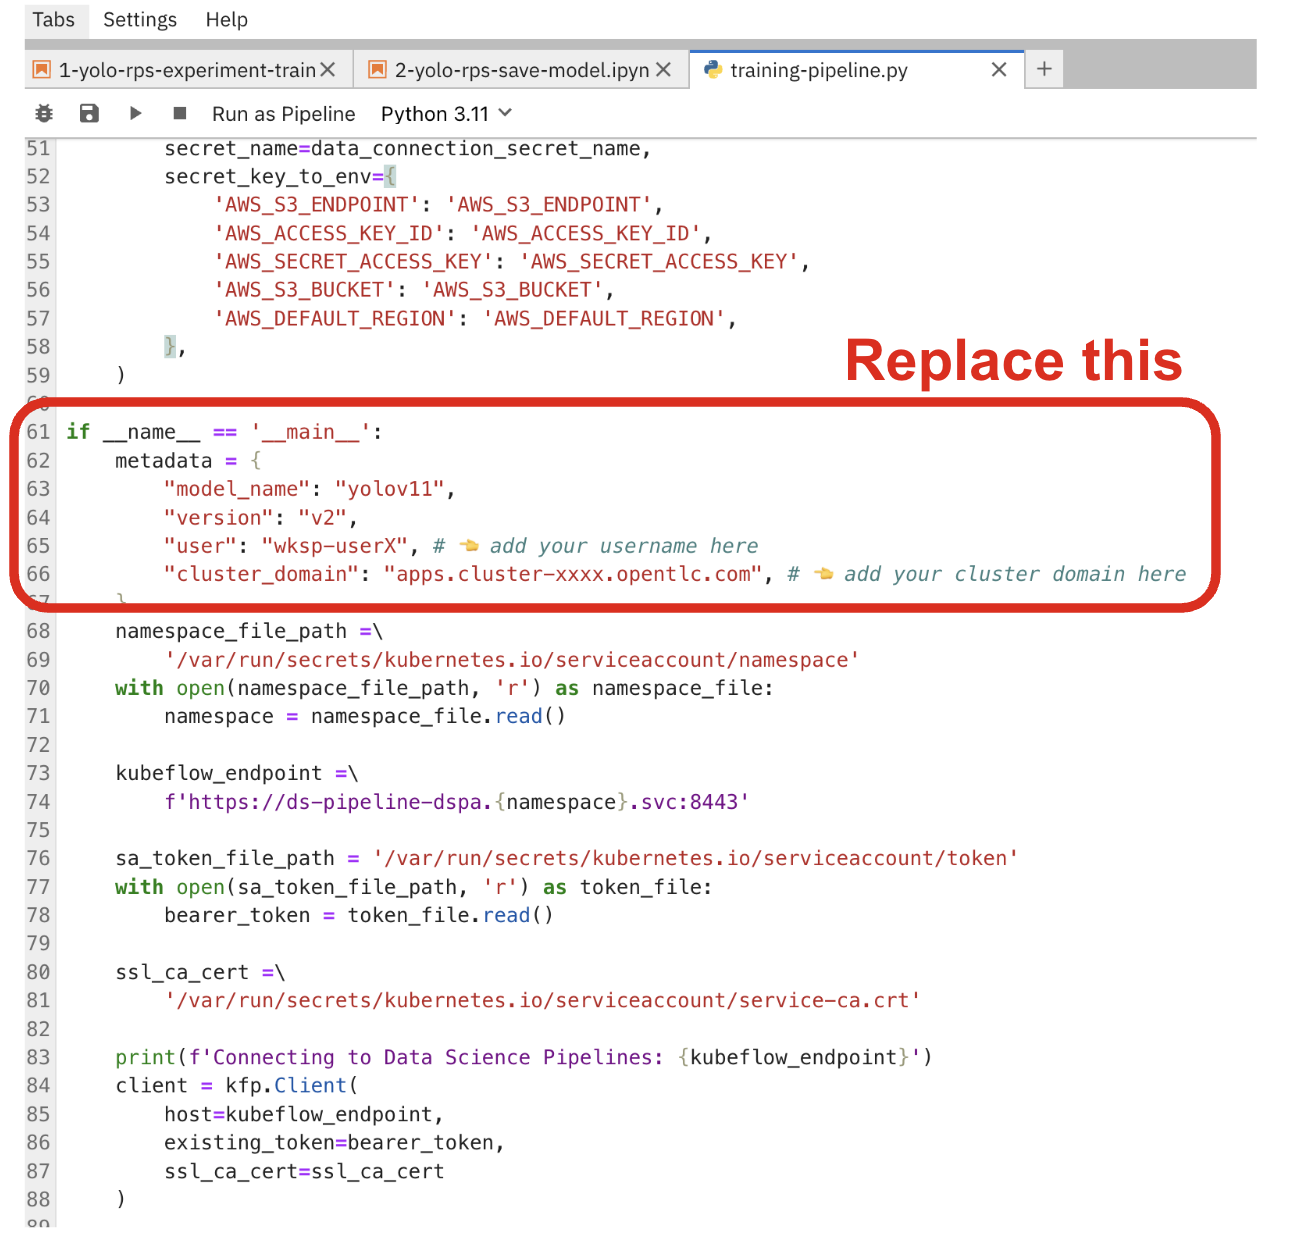 Tabs Settings Help
1-yolo-rps-experiment-train 2-yolo-rps-save-model.ipyn training-pipeline.py
Run as Pipeline Python 3.11
51 secret_name=data_connection_secret_name,
52 secret_key_to_env={
53 'AWS_S3_ENDPOINT': 'AWS_S3_ENDPOINT',
54 'AWS_ACCESS_KEY_ID': 'AWS_ACCESS_KEY_ID',
55 'AWS_SECRET_ACCESS_KEY': 'AWS_SECRET_ACCESS_KEY',
56 'AWS_S3_BUCKET': 'AWS_S3_BUCKET',
57 'AWS_DEFAULT_REGION': 'AWS_DEFAULT_REGION',
58 },
59 )
Replace this
60
61 if __name__ == '__main__':
62 metadata = {
63 "model_name": "yolov11",
64 "version": "v2",
65 "user": "wksp-userX", # 👈 add your username here
66 "cluster_domain": "apps.cluster-xxxx.opentlc.com", # 👈 add your cluster domain here
67 }
68 namespace_file_path =\
69 '/var/run/secrets/kubernetes.io/serviceaccount/namespace'
70 with open(namespace_file_path, 'r') as namespace_file:
71 namespace = namespace_file.read()
72
73 kubeflow_endpoint =\
74 f'https://ds-pipeline-dspa.{namespace}.svc:8443'
75
76 sa_token_file_path = '/var/run/secrets/kubernetes.io/serviceaccount/token'
77 with open(sa_token_file_path, 'r') as token_file:
78 bearer_token = token_file.read()
79
80 ssl_ca_cert =\
81 '/var/run/secrets/kubernetes.io/serviceaccount/service-ca.crt'
82
83 print(f'Connecting to Data Science Pipelines: {kubeflow_endpoint}')
84 client = kfp.Client(
85 host=kubeflow_endpoint,
86 existing_token=bearer_token,
87 ssl_ca_cert=ssl_ca_cert
88 )
89